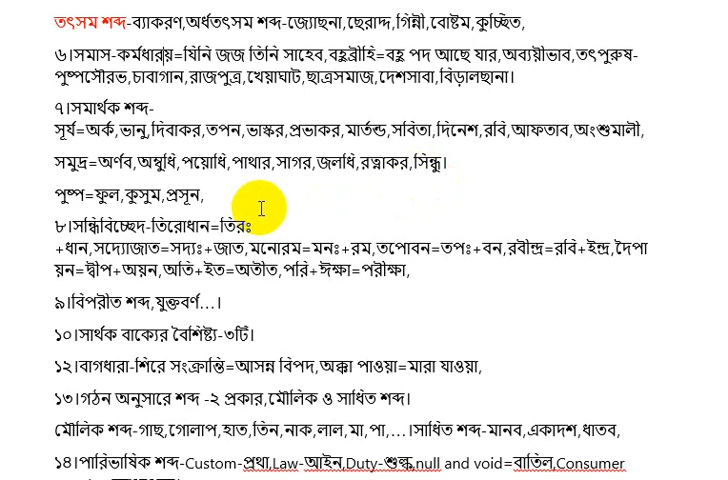 তৎসম শব্দ-ব্যাকরণ,অর্ধতৎসম শব্দ-জ্যোছনা,ছেরাদ্দ,গিন্নী,বোষ্টম,কুচ্ছিত,
৬।সমাস-কর্মধারয়=যিনি জজ তিনি সাহেব,বহুব্রীহি=বহু পদ আছে যার,অব্যয়ীভাব,তৎপুরুষ-
পুষ্পসৌরভ,চাবাগান,রাজপুত্র,খেয়াঘাট,ছাত্রসমাজ,দেশসাবা,বিড়ালছানা।
৭।সমার্থক শব্দ-
সূর্য=অর্ক,ভানু,দিবাকর,তপন,ভাস্কর,প্রভাকর,মার্তন্ড,সবিতা,দিনেশ,রবি,আফতাব,অংশুমালী,
সমুদ্র=অর্ণব,অম্বুধি,পয়োধি,পাথার,সাগর,জলধি,রত্নাকর,সিন্ধু।
পুষ্প=ফুল,কুসুম,প্রসূন,
৮।সন্ধিবিচ্ছেদ-তিরোধান=তিরঃ
+ধান,সদ্যোজাত=সদ্যঃ+জাত,মনোরম=মনঃ+রম,তপোবন=তপঃ+বন,রবীন্দ্র=রবি+ইন্দ্র,দৈপা
য়ন=দ্বীপ+অয়ন,অতি+ইত=অতীত,পরি+ঈক্ষা=পরীক্ষা,
৯।বিপরীত শব্দ,যুক্তবর্ণ...।
১০।সার্থক বাক্যের বৈশিষ্ট্য-৩টি।
১২।বাগধারা-শিরে সংক্রান্তি=আসন্ন বিপদ,অক্কা পাওয়া=মারা যাওয়া,
১৩।গঠন অনুসারে শব্দ -২ প্রকার,মৌলিক ও সাধিত শব্দ।
মৌলিক শব্দ-গাছ,গোলাপ,হাত,তিন,নাক,লাল,মা,পা,...।সাধিত শব্দ-মানব,একাদশ,ধাতব,
১৪।পারিভাষিক শব্দ-Custom-প্রথা,Law-আইন,Duty-শুল্ক,null and void=বাতিল,Consumer